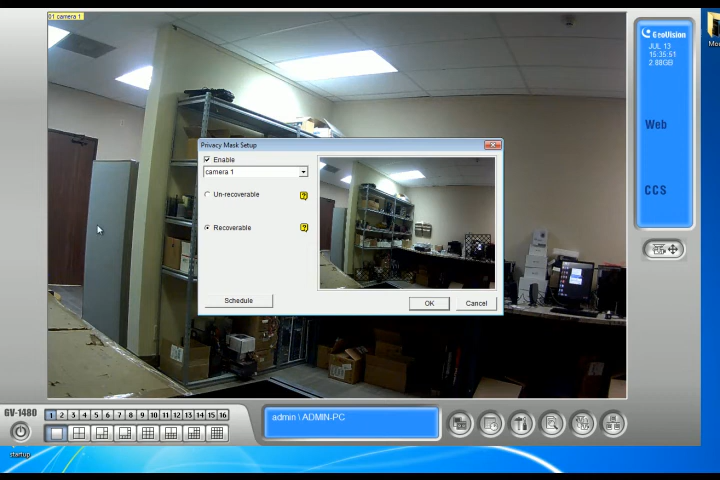 01 camera 1
GeoVision
JUL 13
15:35:51
2.88GB
Web
CCS
Privacy Mask Setup
Enable
camera 1
Un-recoverable
?
Recoverable
?
Schedule
OK
Cancel
GV-1480
1 2 3 4 5 6 7 8 9 10 11 12 13 14 15 16
admin \ ADMIN-PC
startup